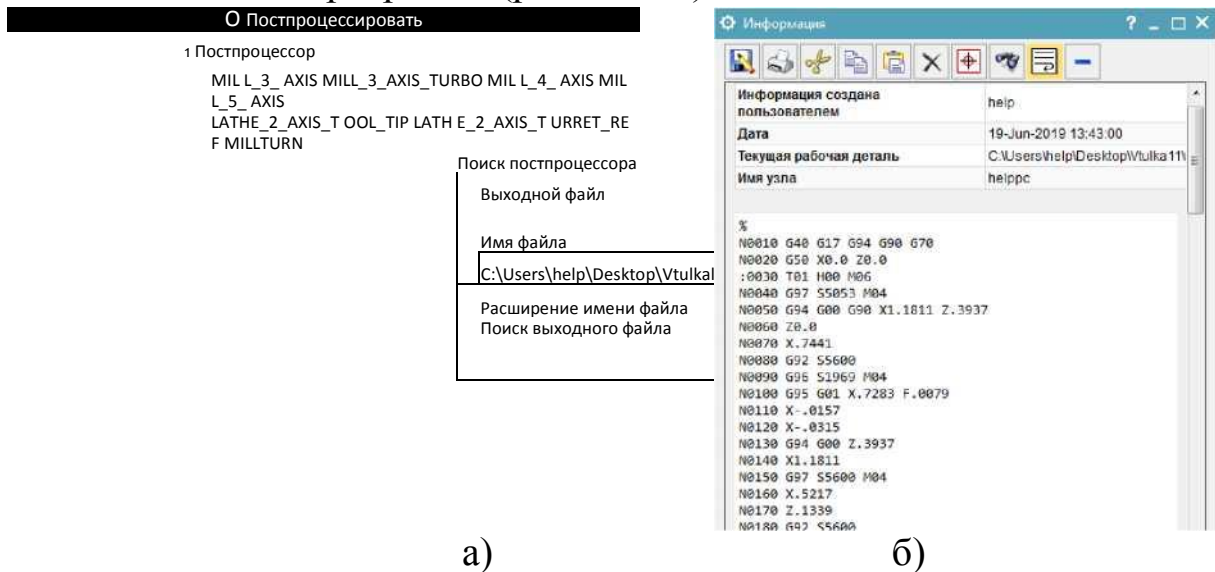 О Постпроцессировать
1 Постпроцессор
MIL L_3_ AXIS MILL_3_AXIS_TURBO MIL L_4_ AXIS MIL
L_5_ AXIS
LATHE_2_AXIS_T OOL_TIP LATH E_2_AXIS_T URRET_RE
F MILLTURN
Поиск постпроцессора
Выходной файл
Имя файла
C:\Users\help\Desktop\Vtulkal
Расширение имени файла
Поиск выходного файла
а)
Информация
Информация создана
пользователем help
Дата 19-Jun-2019 13:43:00
Текущая рабочая деталь C:\Users\help\Desktop\Vtulka11\
Имя узла helppc
%
N0010 G40 G17 G94 G90 G70
N0020 G50 X0.0 Z0.0
:0030 T01 H00 M06
N0040 G97 S5053 M04
N0050 G94 G00 G90 X1.1811 Z.3937
N0060 Z0.0
N0070 X.7441
N0080 G92 S5600
N0090 G96 S1969 M04
N0100 G95 G01 X.7283 F.0079
N0110 X-.0157
N0120 X-.0315
N0130 G94 G00 Z.3937
N0140 X1.1811
N0150 G97 S5600 M04
N0160 X.5217
N0170 Z.1339
N0180 G92 S5600
б)